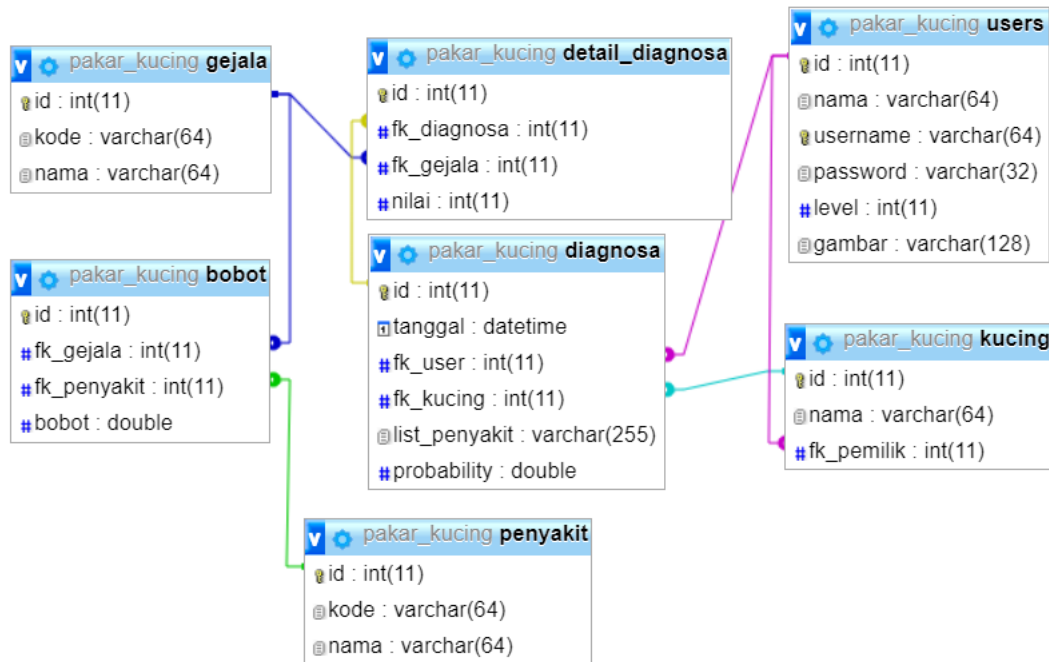 pakar_kucing gejala
id : int(11)
kode : varchar(64)
nama : varchar(64)
pakar_kucing detail_diagnosa
id : int(11)
fk_diagnosa : int(11)
fk_gejala : int(11)
nilai : int(11)
pakar_kucing users
id : int(11)
nama : varchar(64)
username : varchar(64)
password : varchar(32)
level : int(11)
gambar : varchar(128)
pakar_kucing bobot
id : int(11)
fk_gejala : int(11)
fk_penyakit : int(11)
bobot : double
pakar_kucing diagnosa
id : int(11)
tanggal : datetime
fk_user : int(11)
fk_kucing : int(11)
list_penyakit : varchar(255)
probability : double
pakar_kucing kucing
id : int(11)
nama : varchar(64)
fk_pemilik : int(11)
pakar_kucing penyakit
id : int(11)
kode : varchar(64)
nama : varchar(64)